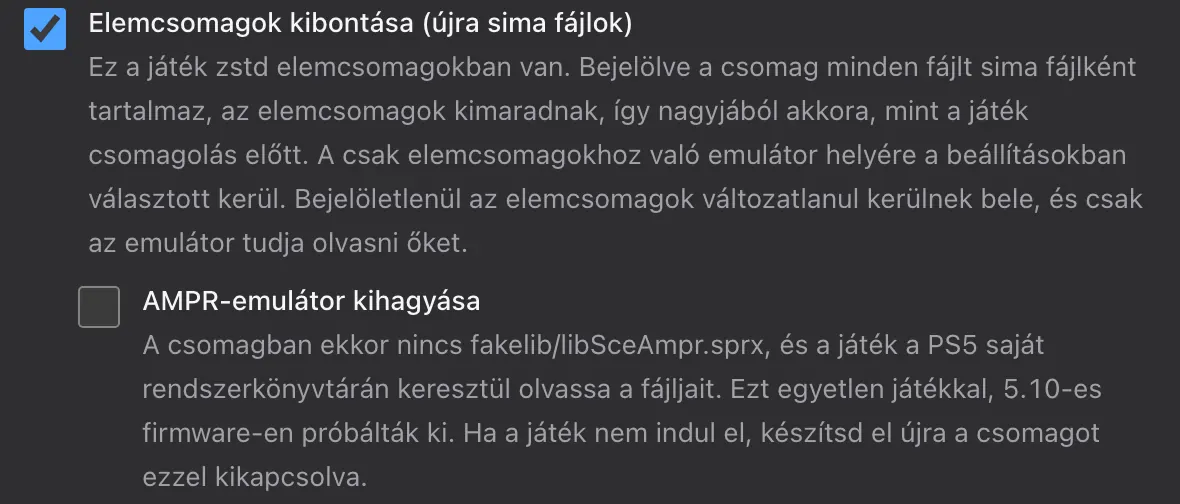 Elemcsomagok kibontása (újra sima fájlok)
Ez a játék zstd elemcsomagokban van. Bejelölve a csomag minden fájlt sima fájlként
tartalmaz, az elemcsomagok kimaradnak, így nagyjából akkora, mint a játék
csomagolás előtt. A csak elemcsomagokhoz való emulátor helyére a beállításokban
választott kerül. Bejelöletlenül az elemcsomagok változatlanul kerülnek bele, és csak
az emulátor tudja olvasni őket.
AMPR-emulátor kihagyása
A csomagban ekkor nincs fakelib/libSceAmpr.sprx, és a játék a PS5 saját
rendszerkönyvtárán keresztül olvassa a fájljait. Ezt egyetlen játékkal, 5.10-es
firmware-en próbálták ki. Ha a játék nem indul el, készítsd el újra a csomagot
ezzel kikapcsolva.